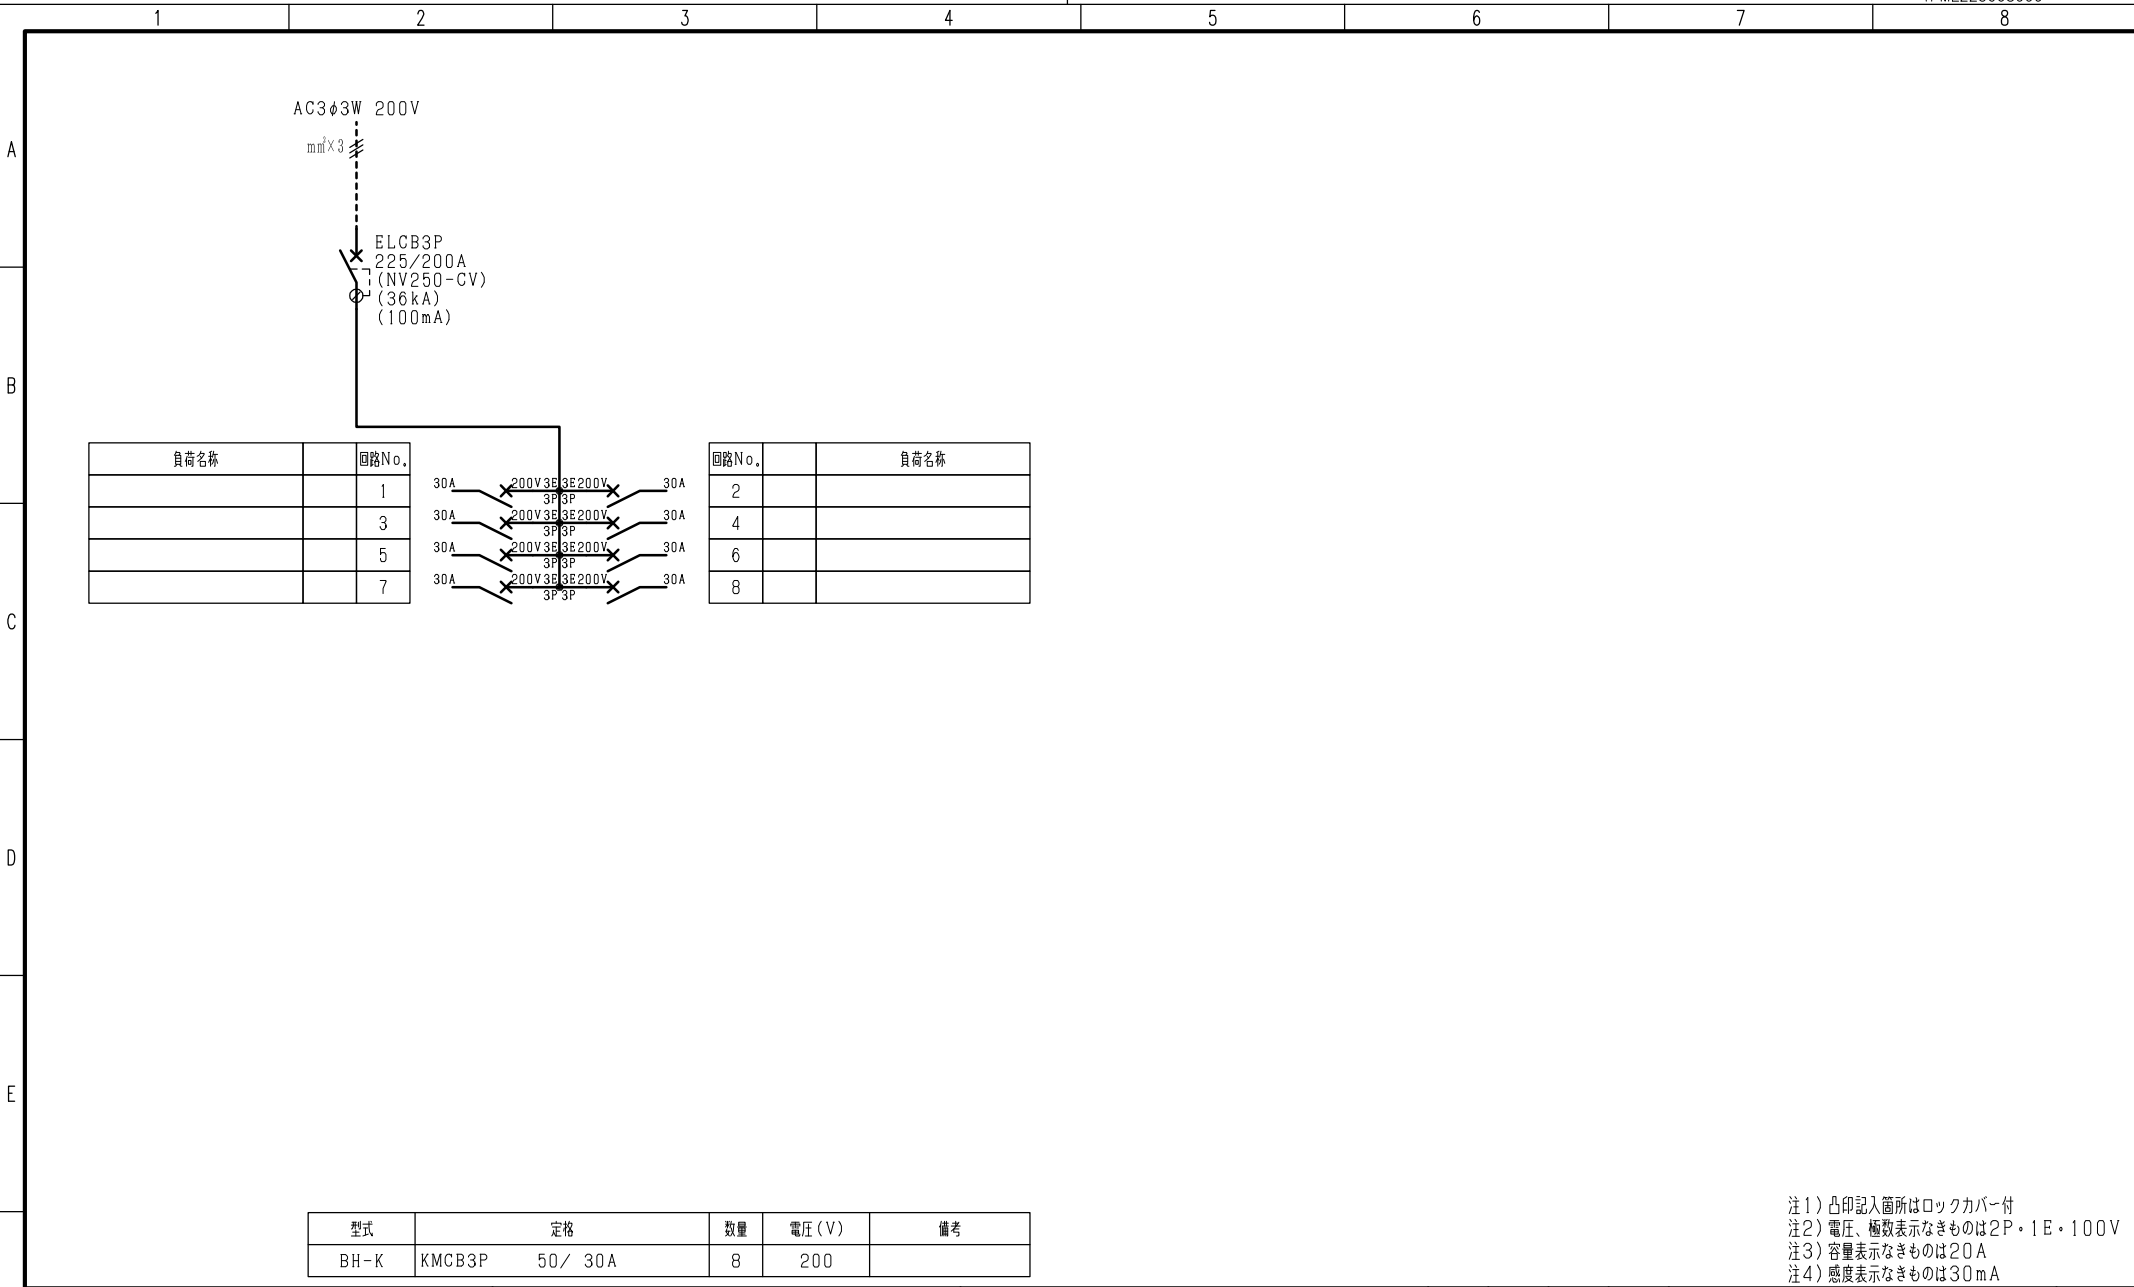 1 2 3 4 5 6 7 8
A
AC3φ3W 200V
mm²×3
ELCB3P
225/200A
(NV250-CV)
(36kA)
(100mA)
B
負荷名称 回路No. 回路No. 負荷名称
1 30A 200V 3E 3E 200V 30A 2
3P 3P
3 30A 200V 3E 3E 200V 30A 4
3P 3P
5 30A 200V 3E 3E 200V 30A 6
3P 3P
7 30A 200V 3E 3E 200V 30A 8
3P 3P
C
D
E
型式 定格 数量 電圧(V) 備考
BH-K KMCB3P 50/ 30A 8 200
注1)凸印記入箇所はロックカバー付
注2)電圧、極数表示なきものは2P・1E・100V
注3)容量表示なきものは20A
注4)感度表示なきものは30mA